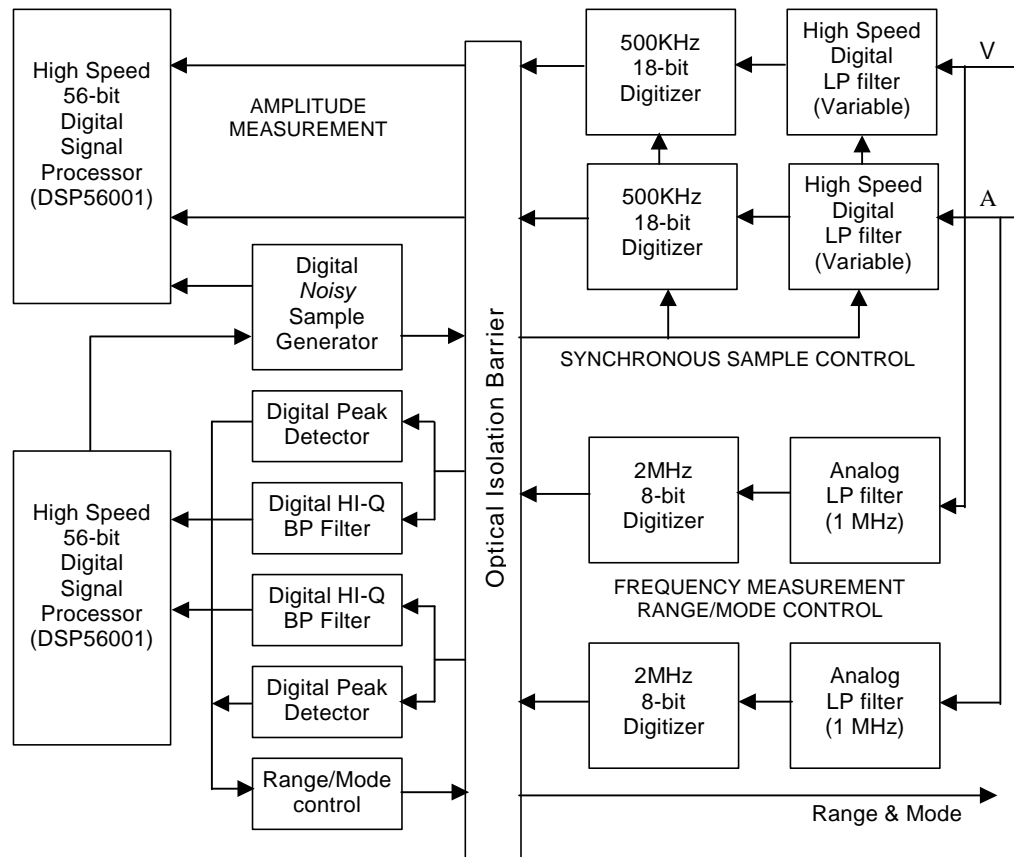 High Speed
56-bit
Digital
Signal
Processor
(DSP56001)
AMPLITUDE
MEASUREMENT
500KHz
18-bit
Digitizer
High Speed
Digital
LP filter
(Variable)
V
500KHz
18-bit
Digitizer
High Speed
Digital
LP filter
(Variable)
A
Digital
Noisy
Sample
Generator
Optical Isolation Barrier
SYNCHRONOUS SAMPLE CONTROL
Digital Peak
Detector
Digital HI-Q
BP Filter
High Speed
56-bit
Digital
Signal
Processor
(DSP56001)
Digital HI-Q
BP Filter
Digital Peak
Detector
Range/Mode
control
2MHz
8-bit
Digitizer
Analog
LP filter
(1 MHz)
FREQUENCY MEASUREMENT
RANGE/MODE CONTROL
2MHz
8-bit
Digitizer
Analog
LP filter
(1 MHz)
Range & Mode